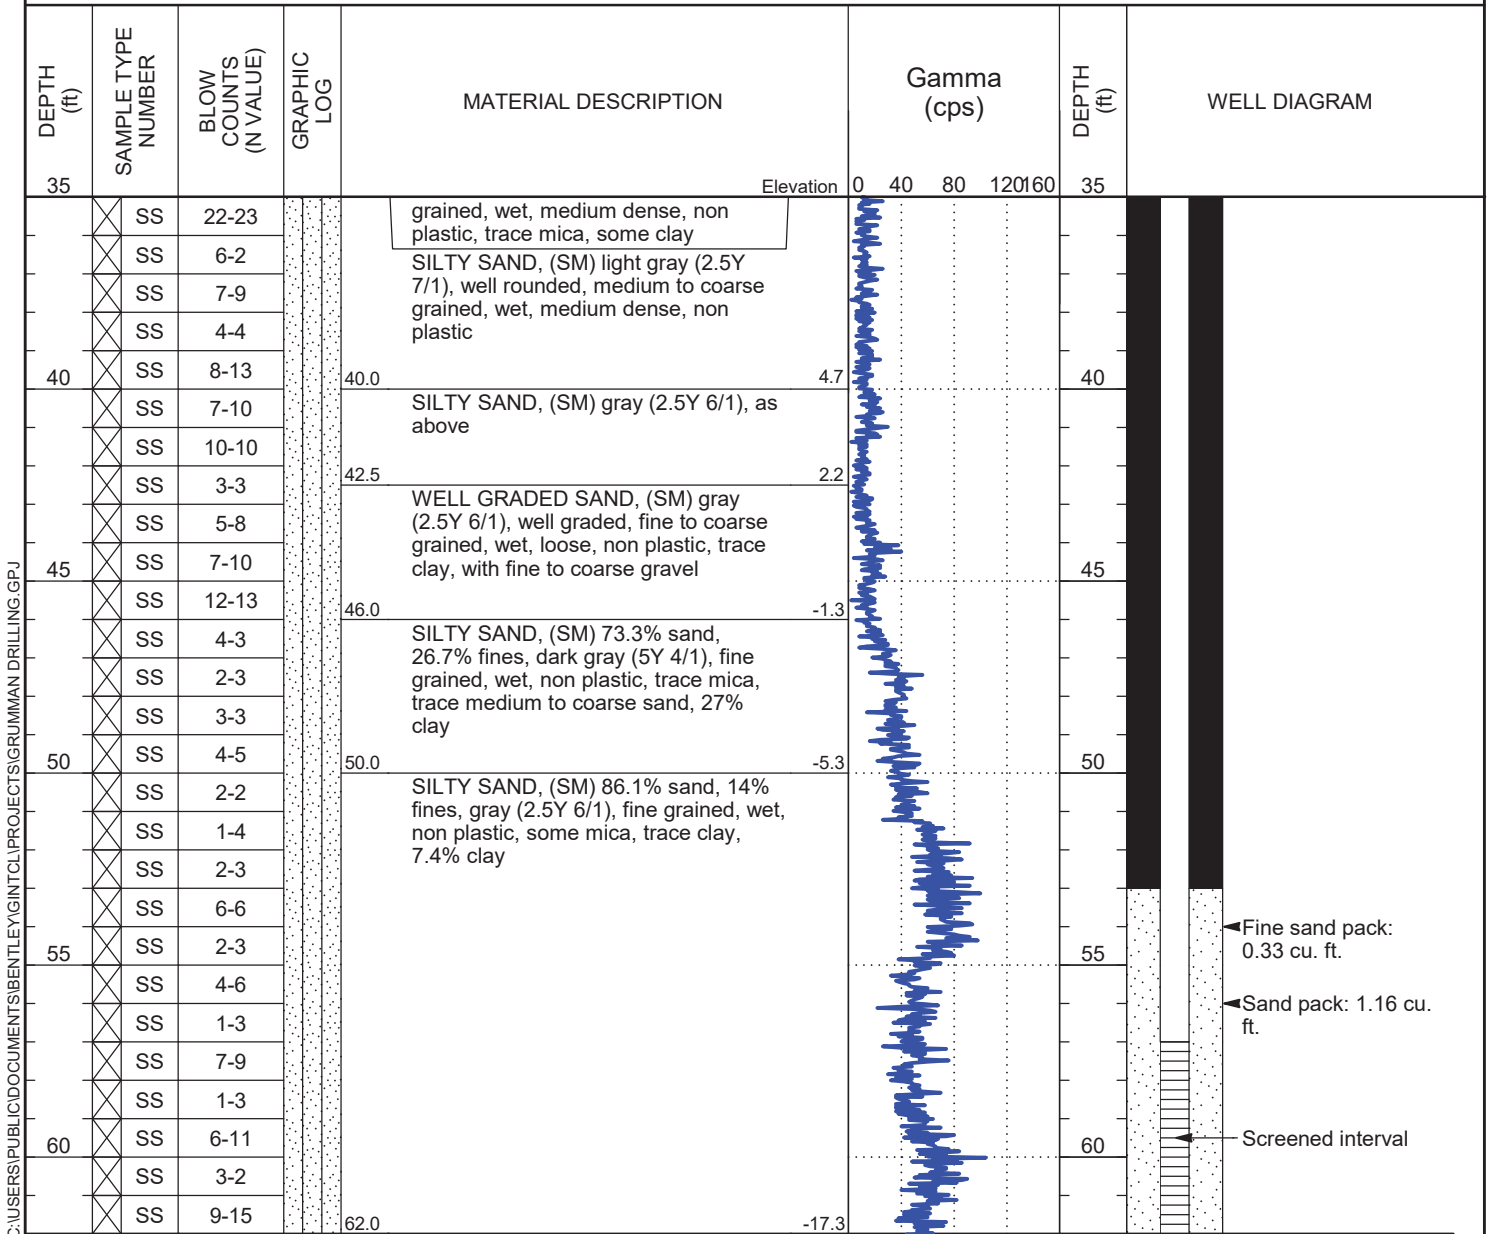 DEPTH
(ft)
SAMPLE TYPE
NUMBER
BLOW
COUNTS
(N VALUE)
GRAPHIC
LOG
MATERIAL DESCRIPTION
Gamma
(cps)
DEPTH
(ft)
WELL DIAGRAM
35
Elevation
0 40 80 120160
35
SS 22-23
grained, wet, medium dense, non
plastic, trace mica, some clay
SS 6-2
SILTY SAND, (SM) light gray (2.5Y
7/1), well rounded, medium to coarse
grained, wet, medium dense, non
plastic
SS 7-9
SS 4-4
SS 8-13
40
40.0 4.7
40
SS 7-10
SILTY SAND, (SM) gray (2.5Y 6/1), as
above
SS 10-10
SS 3-3
42.5 2.2
WELL GRADED SAND, (SM) gray
(2.5Y 6/1), well graded, fine to coarse
grained, wet, loose, non plastic, trace
clay, with fine to coarse gravel
SS 5-8
SS 7-10
45
45
SS 12-13
46.0 -1.3
SILTY SAND, (SM) 73.3% sand,
26.7% fines, dark gray (5Y 4/1), fine
grained, wet, non plastic, trace mica,
trace medium to coarse sand, 27%
clay
SS 4-3
SS 2-3
SS 3-3
SS 4-5
50
50.0 -5.3
50
SILTY SAND, (SM) 86.1% sand, 14%
fines, gray (2.5Y 6/1), fine grained, wet,
non plastic, some mica, trace clay,
7.4% clay
SS 2-2
SS 1-4
SS 2-3
SS 6-6
SS 2-3
Fine sand pack:
0.33 cu. ft.
55
55
SS 4-6
Sand pack: 1.16 cu.
ft.
SS 1-3
SS 7-9
SS 1-3
SS 6-11
Screened interval
60
60
SS 3-2
SS 9-15
62.0 -17.3
C:\USERS\PUBLIC\DOCUMENTS\BENTLEY\GINTCL\PROJECTS\GRUMMAN DRILLING.GPJ